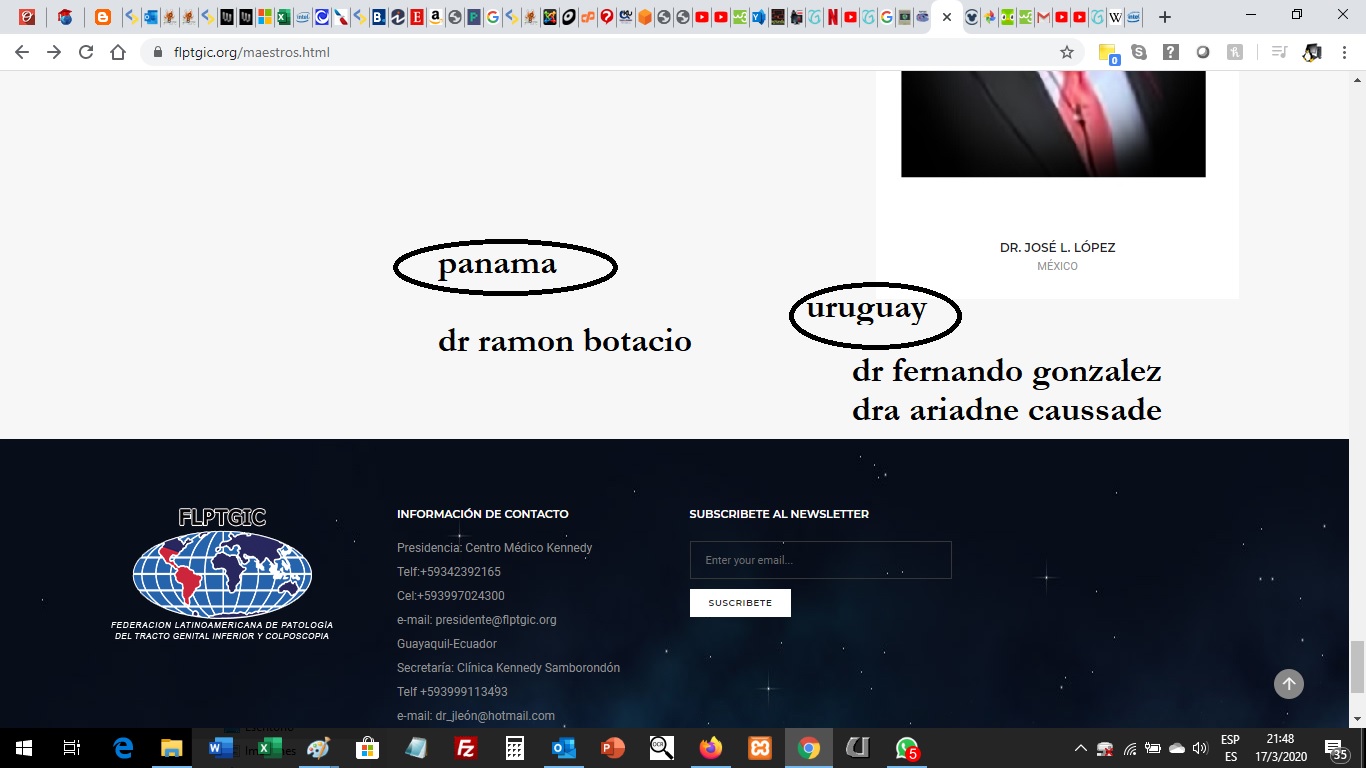 flptgic.org/maestros.html
0
DR. JOSÉ L. LÓPEZ
MÉXICO
panama
dr ramon botacio
uruguay
dr fernando gonzalez
dra ariadne caussade
FLPTGIC
FEDERACION LATINOAMERICANA DE PATOLOGÍA
DEL TRACTO GENITAL INFERIOR Y COLPOSCOPIA
INFORMACIÓN DE CONTACTO
Presidencia: Centro Médico Kennedy
Telf:+59342392165
Cel:+593997024300
e-mail: presidente@flptgic.org
Guayaquil-Ecuador
Secretaría: Clínica Kennedy Samborondón
Telf +593999113493
e-mail: dr_jleón@hotmail.com
SUBSCRIBETE AL NEWSLETTER
Enter your email...
SUSCRIBETE
5
ESP
ES
21:48
17/3/2020
35